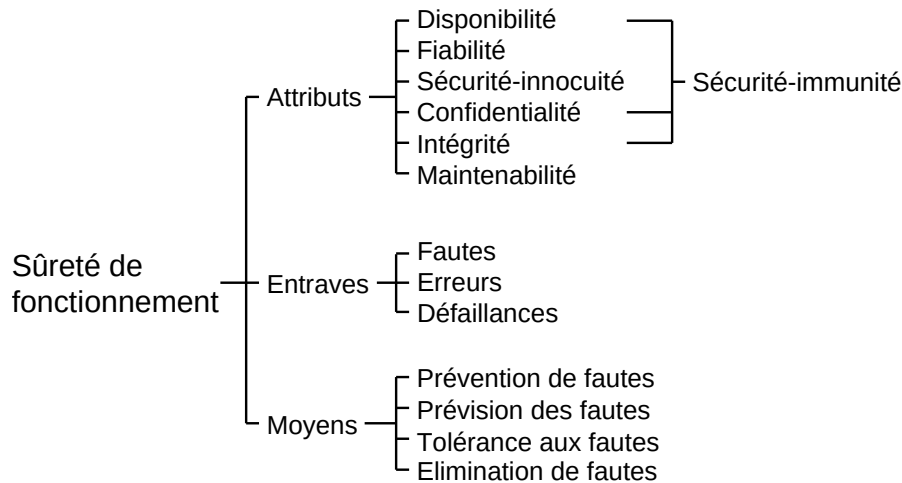 Disponibilité
Fiabilité
Sécurité-innocuité
Sécurité-immunité
Attributs
Confidentialité
Intégrité
Maintenabilité
Sûreté de
fonctionnement
Entraves
Fautes
Erreurs
Défaillances
Moyens
Prévention de fautes
Prévision des fautes
Tolérance aux fautes
Elimination de fautes